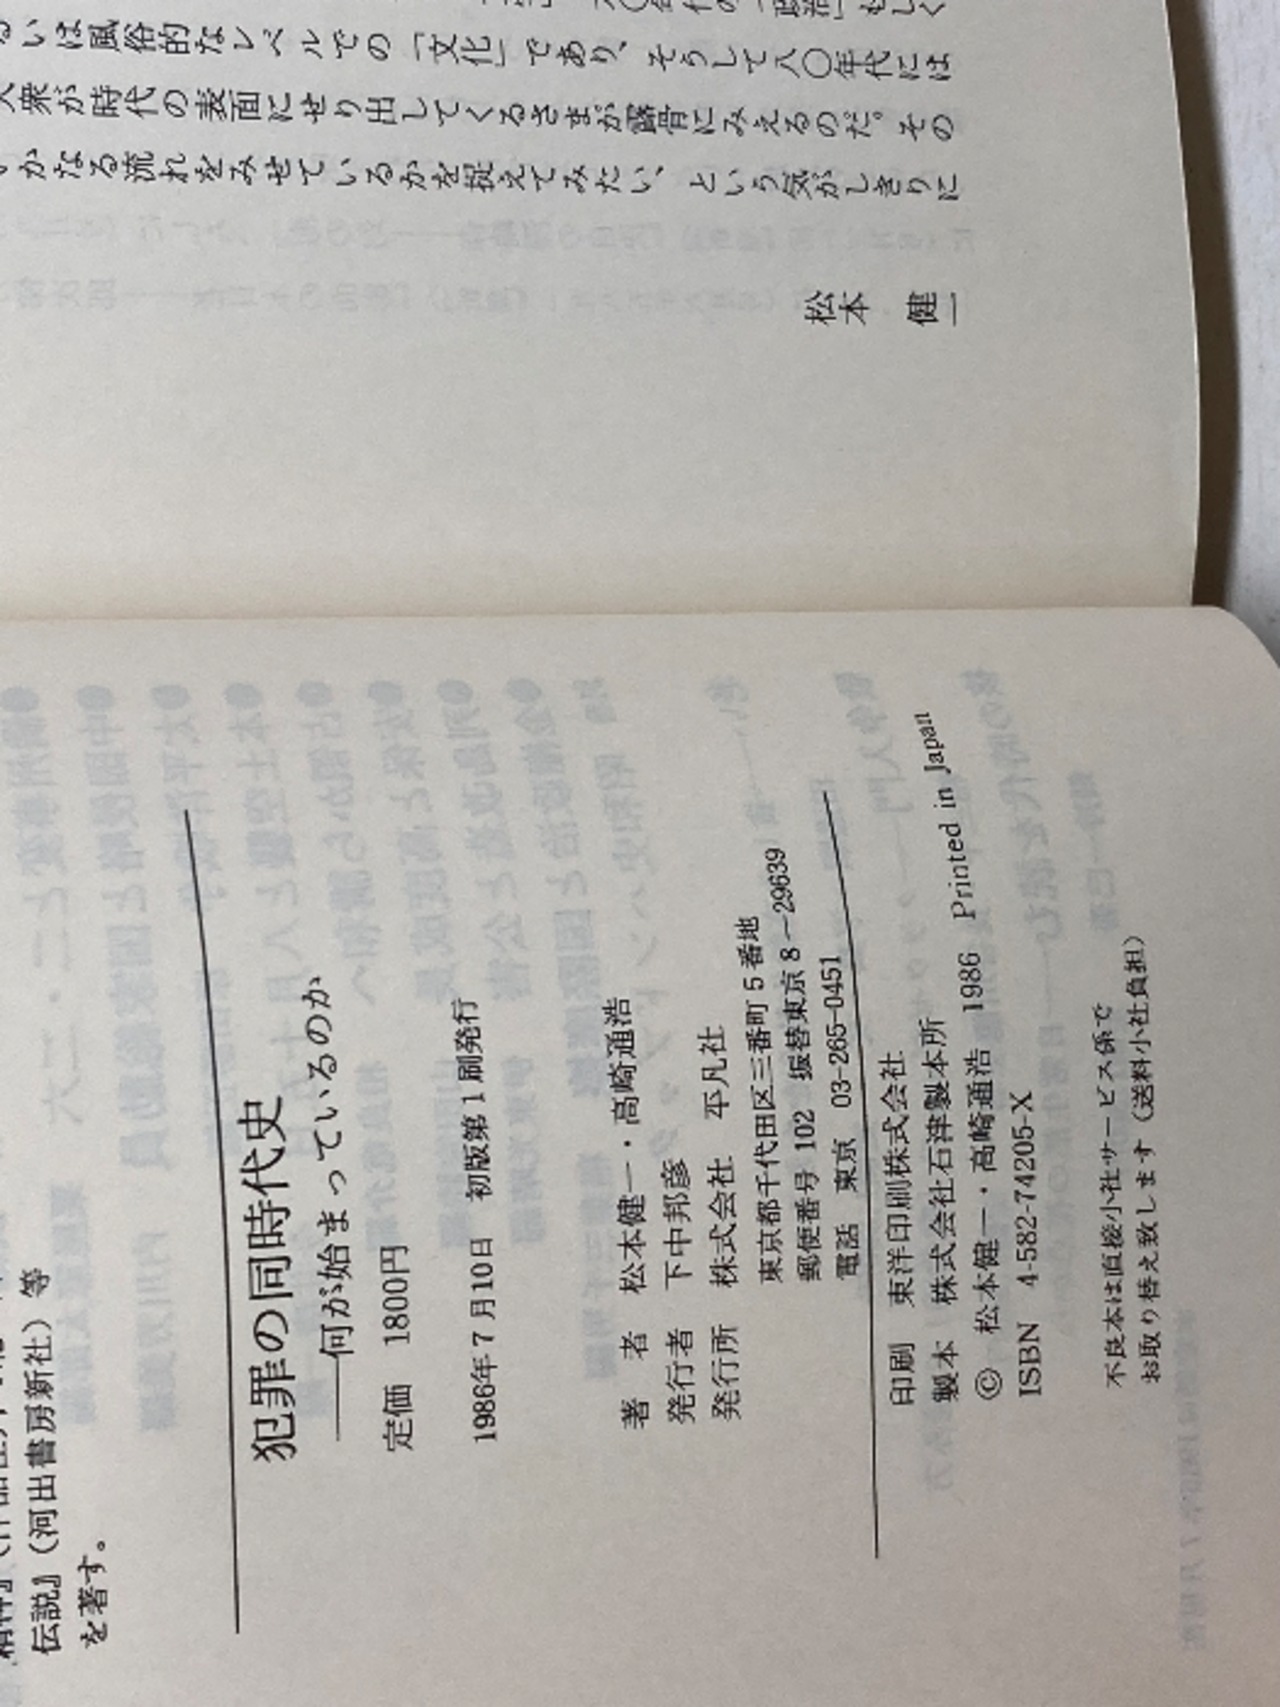 るいは風俗的なレベルでの「文化」であり、そうして八〇年代には
大衆が時代の表面にせり出してくるさまが露骨にみえるのだ。その
いかなる流れをみせているかを捉えてみたい、という気がしきりに
松本　健一
伝説』（河出書房新社）等
を著す。
犯罪の同時代史
――何が始まっているのか
定価　1800円
1986年7月10日　初版第1刷発行
著　者　松本健一・高崎通浩
発行者　下中邦彦
発行所　株式会社　平凡社
東京都千代田区三番町5番地
郵便番号 102　振替東京8－29639
電話　東京　03-265-0451
印刷　東洋印刷株式会社
製本　株式会社石津製本所
© 松本健一・高崎通浩　1986　Printed in Japan
ISBN　4-582-74205-X
不良本は直接小社サービス係で
お取り替え致します（送料小社負担）